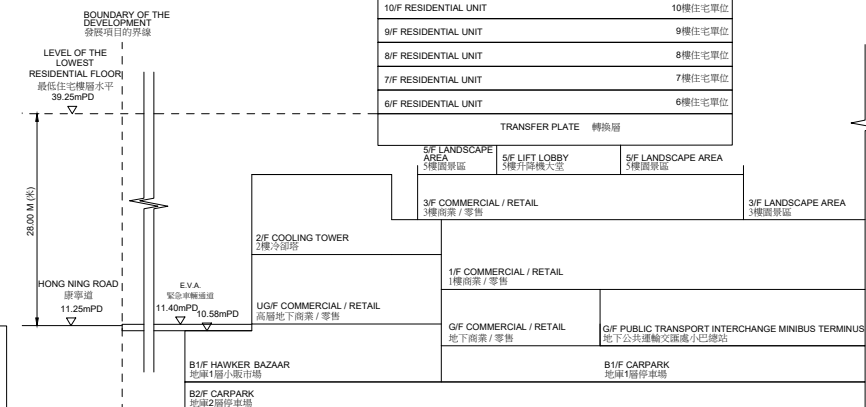 10/F RESIDENTIAL UNIT 10樓住宅單位
9/F RESIDENTIAL UNIT 9樓住宅單位
8/F RESIDENTIAL UNIT 8樓住宅單位
7/F RESIDENTIAL UNIT 7樓住宅單位
6/F RESIDENTIAL UNIT 6樓住宅單位
TRANSFER PLATE 轉換層
BOUNDARY OF THE
DEVELOPMENT
發展項目的界線
LEVEL OF THE
LOWEST
RESIDENTIAL FLOOR
最低住宅樓層水平
39.25mPD
28.00 M (米)
5/F LANDSCAPE
AREA
5樓園景區
5/F LIFT LOBBY
5樓升降機大堂
5/F LANDSCAPE AREA
5樓園景區
3/F COMMERCIAL / RETAIL
3樓商業 / 零售
3/F LANDSCAPE AREA
3樓園景區
2/F COOLING TOWER
2樓冷卻塔
1/F COMMERCIAL / RETAIL
1樓商業 / 零售
HONG NING ROAD
康寧道
11.25mPD
E.V.A.
緊急車輛通道
11.40mPD
10.58mPD
UG/F COMMERCIAL / RETAIL
高層地下商業 / 零售
G/F COMMERCIAL / RETAIL
地下商業 / 零售
G/F PUBLIC TRANSPORT INTERCHANGE MINIBUS TERMINUS
地下公共運輸交匯處小巴總站
B1/F HAWKER BAZAAR
地庫1層小販市場
B1/F CARPARK
地庫1層停車場
B2/F CARPARK
地庫2層停車場